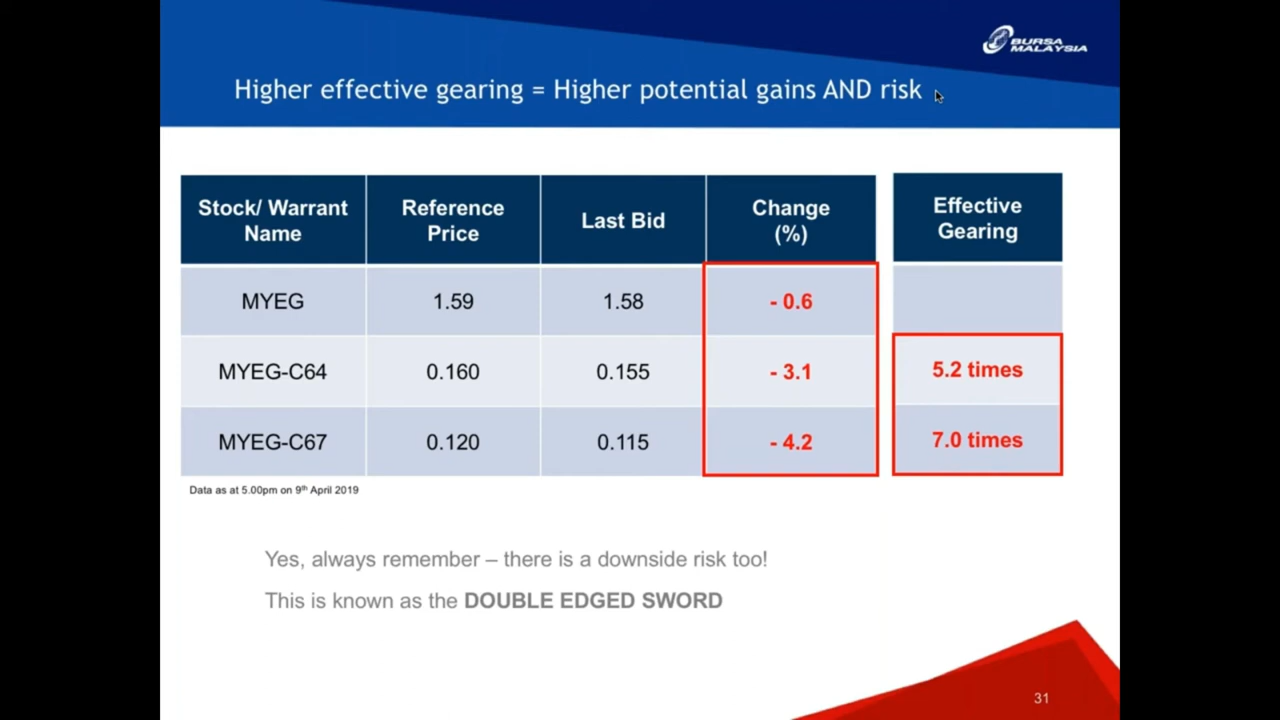 BURSA
MALAYSIA
Higher effective gearing = Higher potential gains AND risk
Stock/ Warrant Name
Reference Price
Last Bid
Change (%)
Effective Gearing
MYEG 1.59 1.58 - 0.6
MYEG-C64 0.160 0.155 - 3.1 5.2 times
MYEG-C67 0.120 0.115 - 4.2 7.0 times
Data as at 5.00pm on 9th April 2019
Yes, always remember – there is a downside risk too!
This is known as the DOUBLE EDGED SWORD
31